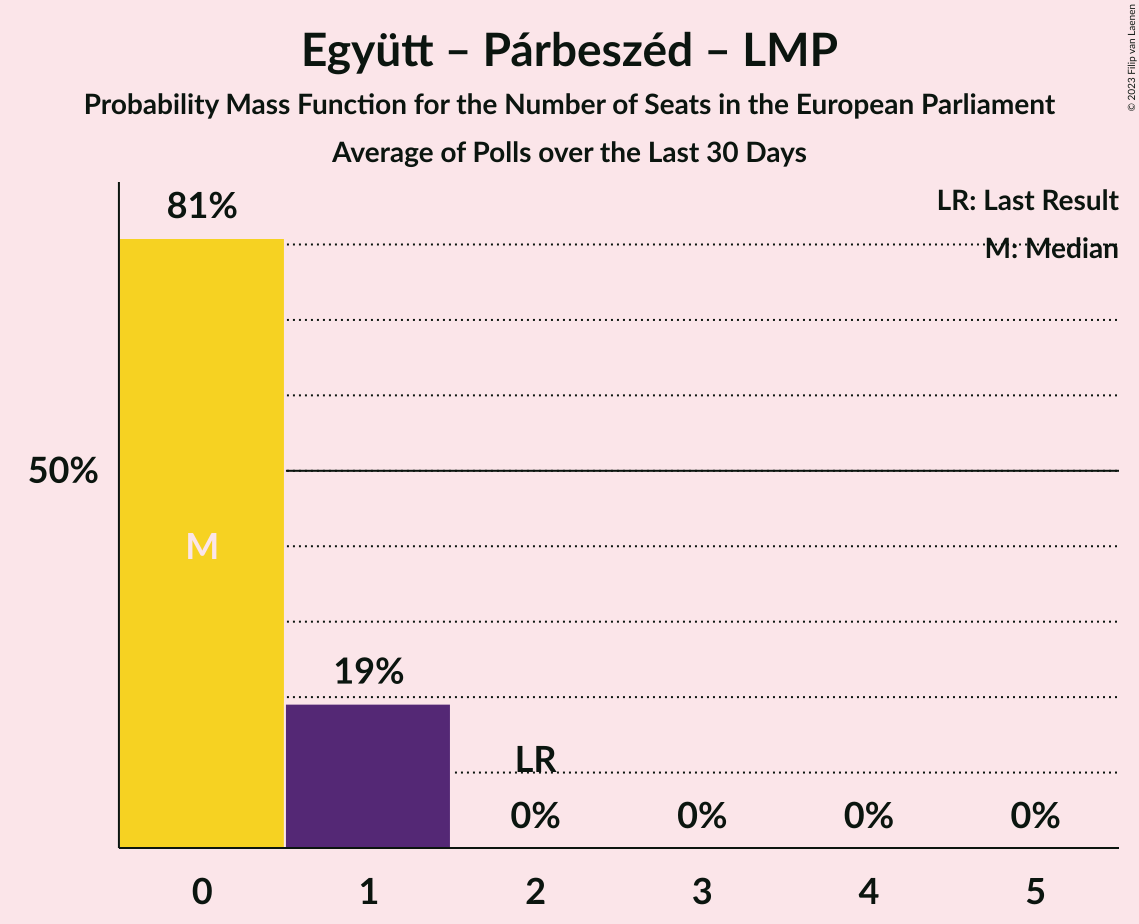 Együtt – Párbeszéd – LMP
Probability Mass Function for the Number of Seats in the European Parliament
Average of Polls over the Last 30 Days
© 2023 Filip van Laenen
LR: Last Result
M: Median
81%
50%
M
19%
LR
0%
0%
0%
0%
0
1
2
3
4
5